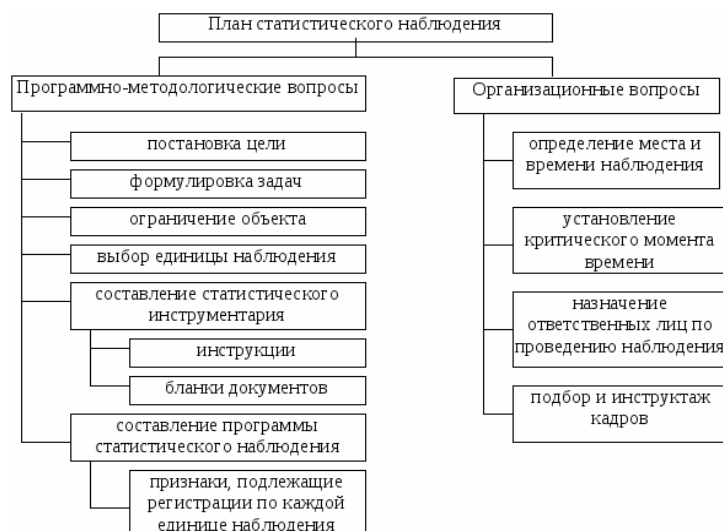 План статистического наблюдения
Программно-методологические вопросы
постановка цели
формулировка задач
ограничение объекта
выбор единицы наблюдения
составление статистического
инструментария
инструкции
бланки документов
составление программы
статистического наблюдения
признаки, подлежащие
регистрации по каждой
единице наблюдения
Организационные вопросы
определение места и
времени наблюдения
установление
критического момента
времени
назначение
ответственных лиц по
проведению наблюдения
подбор и инструктаж
кадров